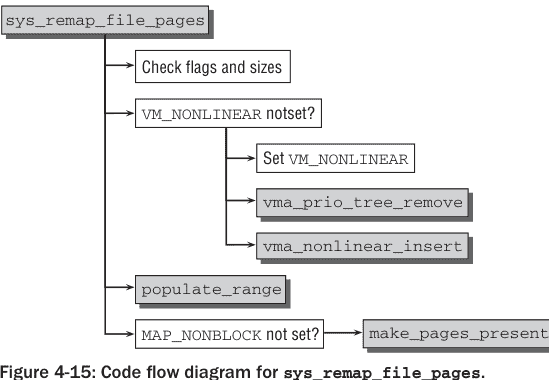 sys_remap_file_pages
Check flags and sizes
VM_NONLINEAR notset?
Set VM_NONLINEAR
vma_prio_tree_remove
vma_nonlinear_insert
populate_range
MAP_NONBLOCK not set?
make_pages_present
Figure 4-15: Code flow diagram for sys_remap_file_pages.